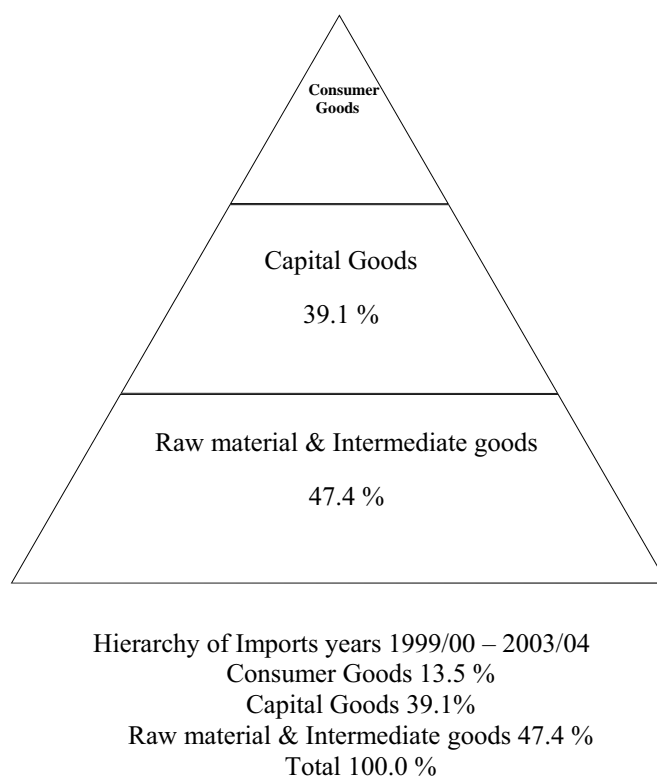 Consumer
Goods
Capital Goods
39.1 %
Raw material & Intermediate goods
47.4 %
Hierarchy of Imports years 1999/00 – 2003/04
Consumer Goods 13.5 %
Capital Goods 39.1%
Raw material & Intermediate goods 47.4 %
Total 100.0 %